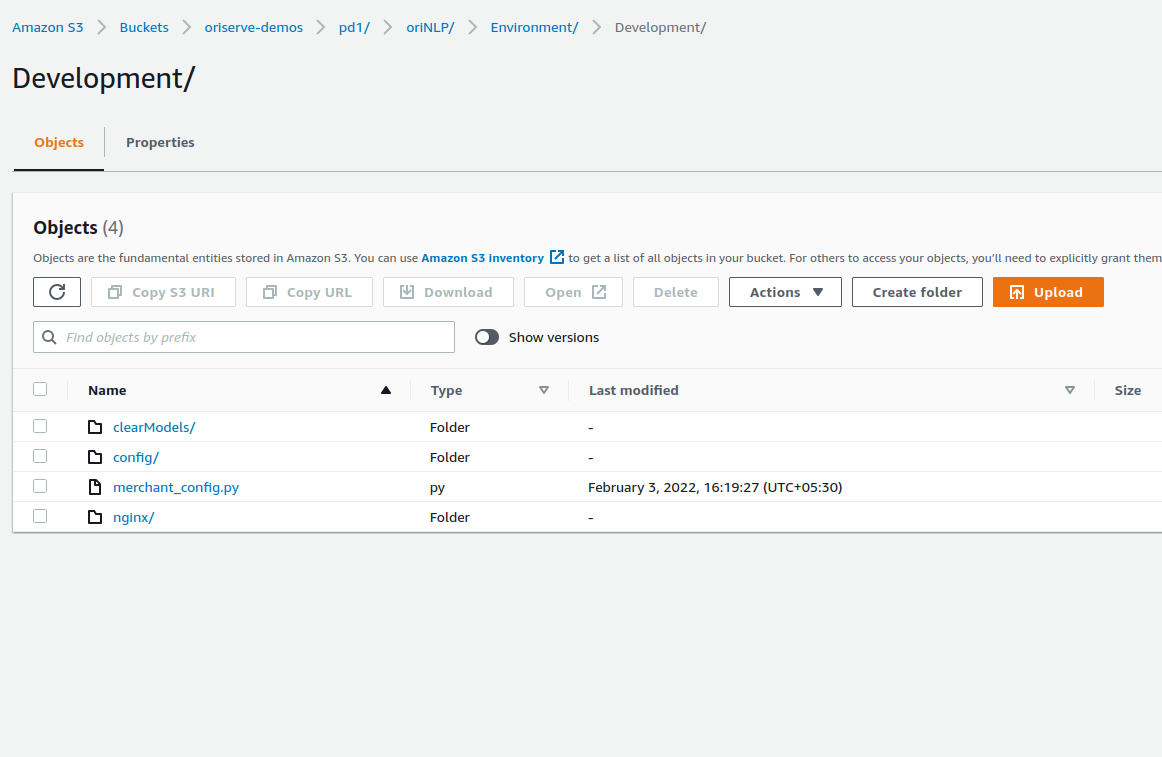 Amazon S3 Buckets oriserve-demos pd1/ oriNLP/ Environment/ Development/
Development/
Objects Properties
Objects (4)
Objects are the fundamental entities stored in Amazon S3. You can use Amazon S3 inventory to get a list of all objects in your bucket. For others to access your objects, you'll need to explicitly grant them
Copy S3 URI Copy URL Download Open Delete Actions Create folder Upload
Find objects by prefix Show versions
Name Type Last modified Size
clearModels/ Folder -
config/ Folder -
merchant_config.py py February 3, 2022, 16:19:27 (UTC+05:30)
nginx/ Folder -